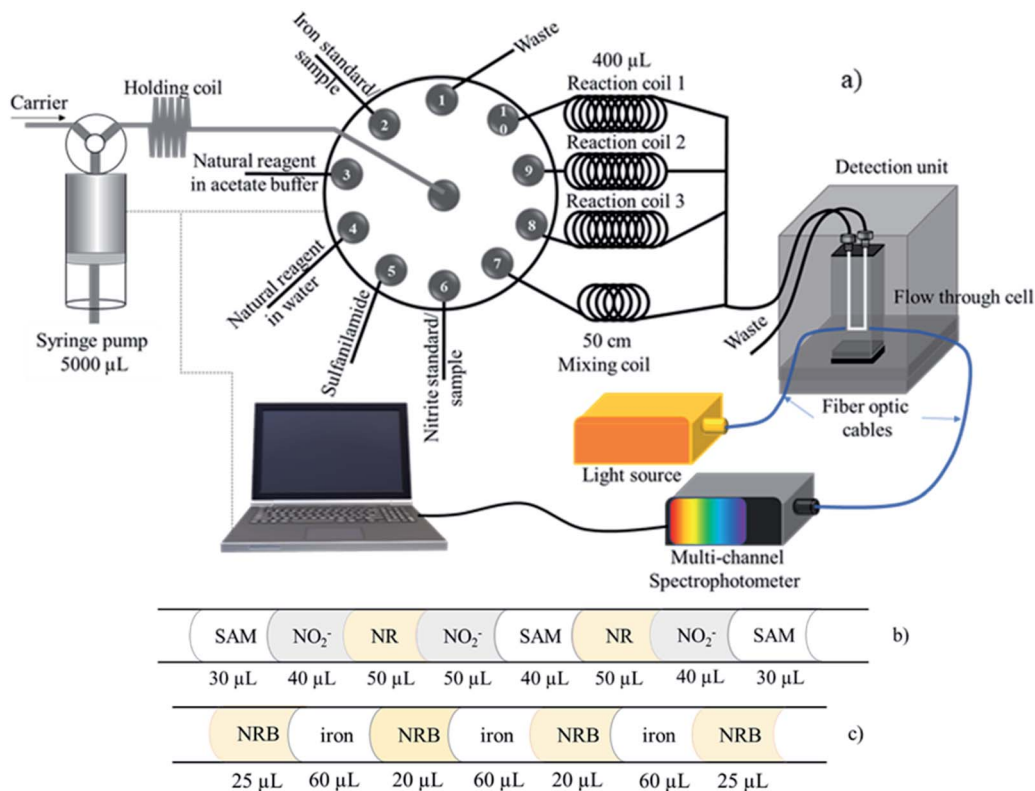 a)
Carrier
Holding coil
Iron standard/
sample
Waste
400 µL
Reaction coil 1
Reaction coil 2
Reaction coil 3
1
2
3
4
5
6
7
8
9
10
Natural reagent
in acetate buffer
Natural reagent
in water
Sulfanilamide
Nitrite standard/
sample
50 cm
Mixing coil
Syringe pump
5000 µL
Detection unit
Flow through cell
Waste
Fiber optic
cables
Light source
Multi-channel
Spectrophotometer
SAM NO₂⁻ NR NO₂⁻ SAM NR NO₂⁻ SAM b)
30 µL 40 µL 50 µL 50 µL 40 µL 50 µL 40 µL 30 µL
NRB iron NRB iron NRB iron NRB c)
25 µL 60 µL 20 µL 60 µL 20 µL 60 µL 25 µL